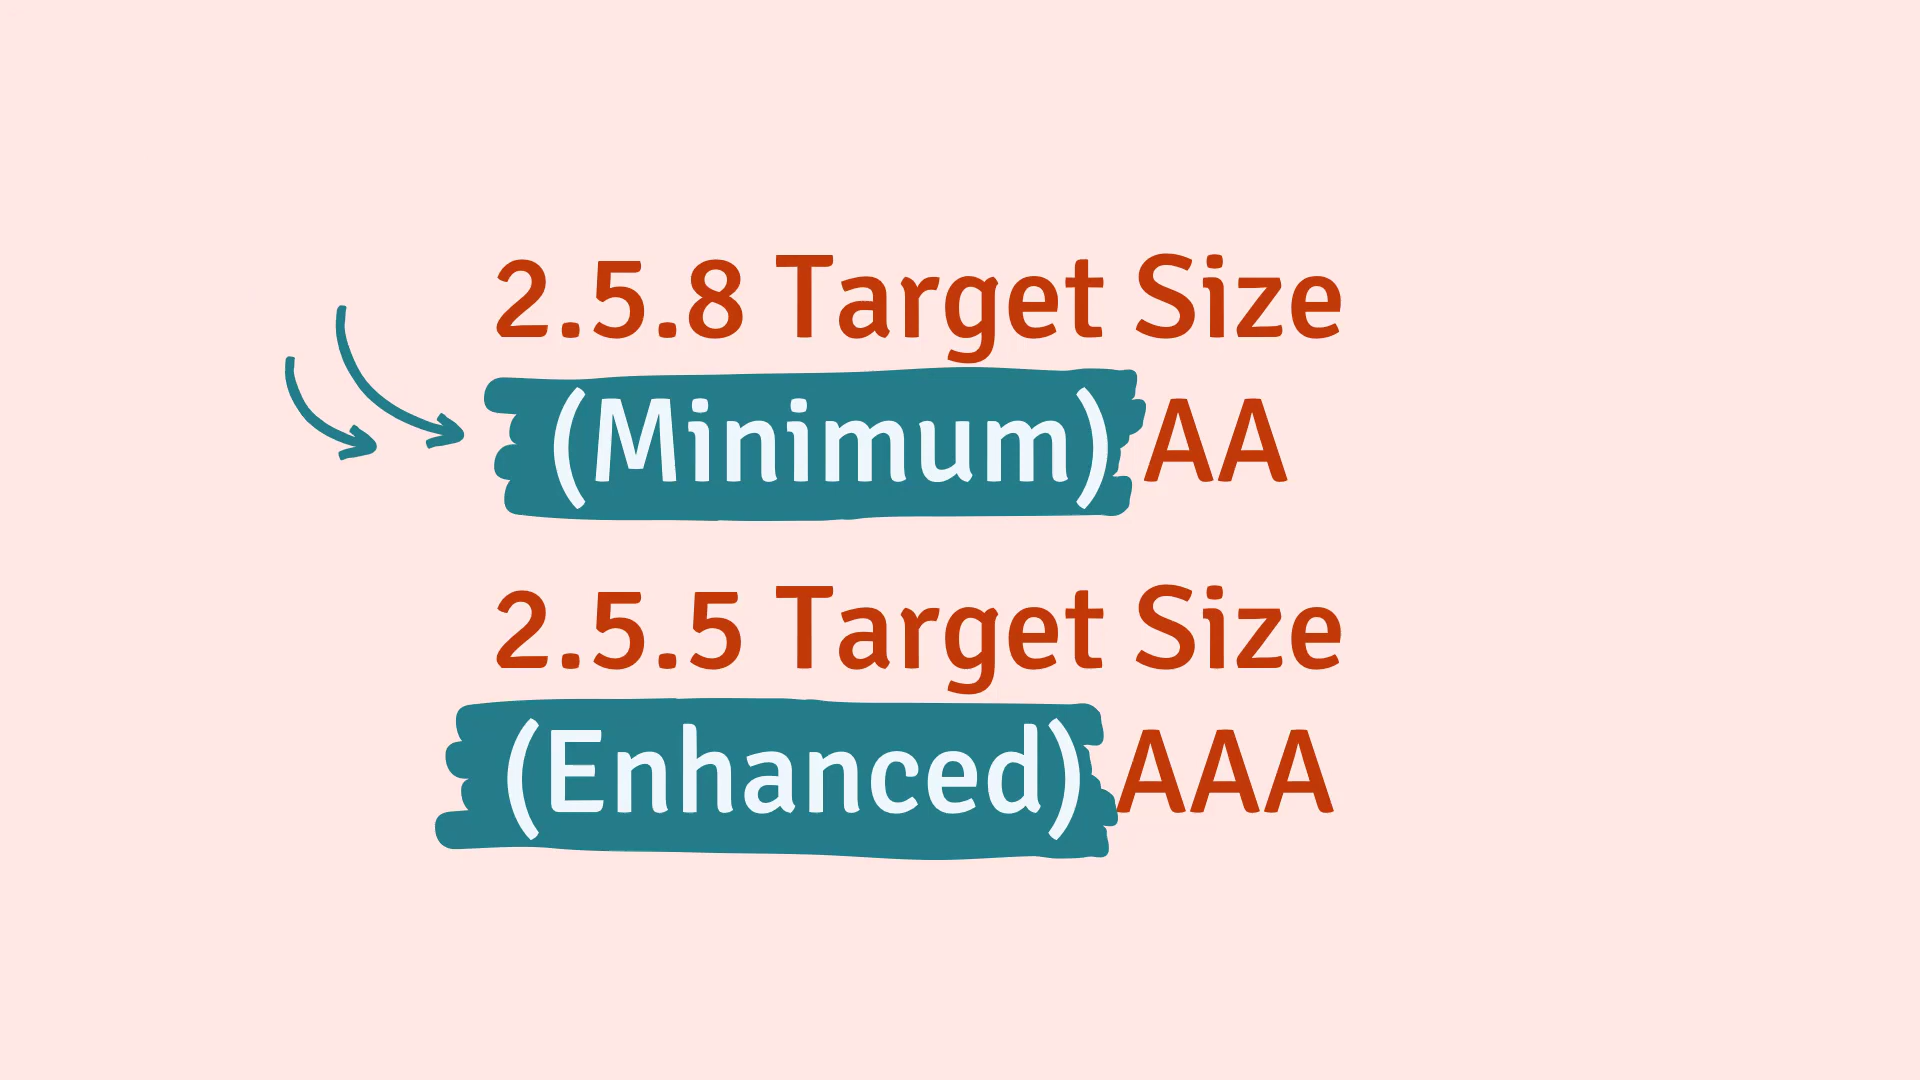 2.5.8 Target Size
(Minimum) AA
2.5.5 Target Size
(Enhanced) AAA